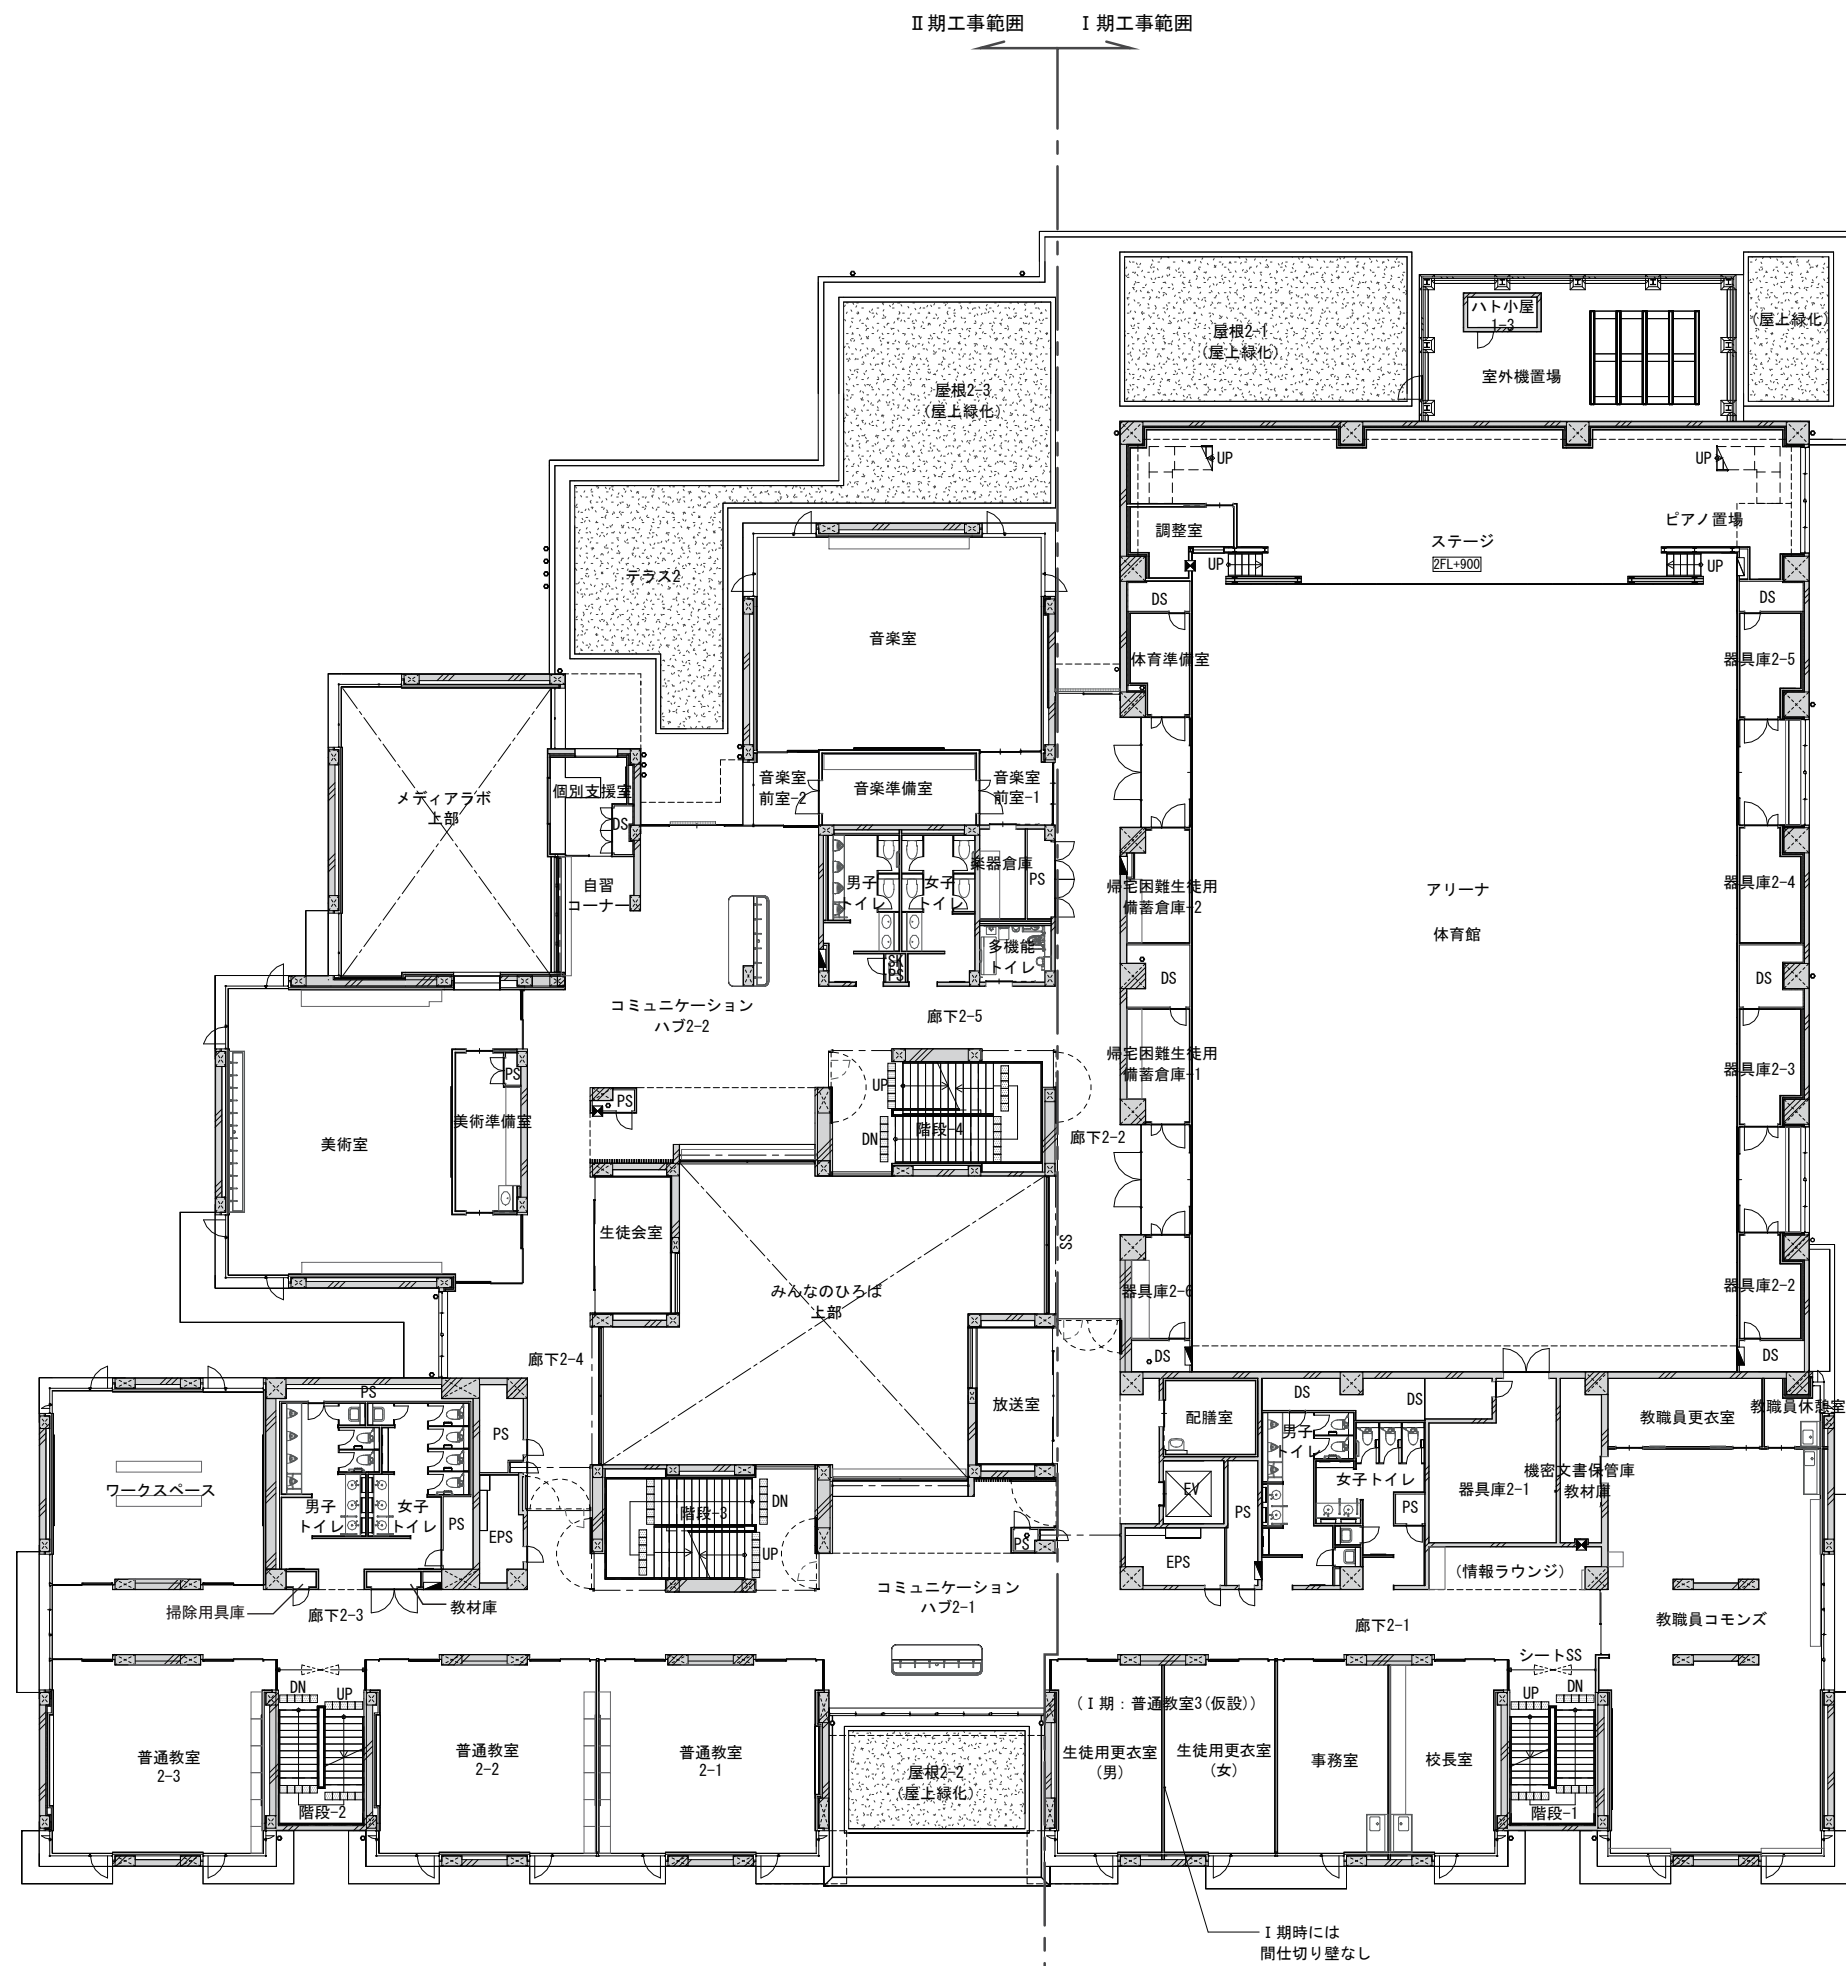 Ⅱ期工事範囲
Ⅰ期工事範囲
屋根2-1
(屋上緑化)
ハト小屋
1-3
室外機置場
(屋上緑化)
屋根2-3
(屋上緑化)
UP
UP
調整室
ピアノ置場
ステージ
2FL+900
UP
UP
テラス2
DS
DS
音楽室
体育準備室
器具庫2-5
メディアラボ
上部
個別支援室
DS
音楽室
前室-2
音楽準備室
音楽室
前室-1
自習
コーナー
男子
トイレ
女子
トイレ
楽器倉庫
PS
帰宅困難生徒用
備蓄倉庫-2
アリーナ
体育館
器具庫2-4
SK
PS
多機能
トイレ
DS
DS
コミュニケーション
ハブ2-2
廊下2-5
帰宅困難生徒用
備蓄倉庫-1
器具庫2-3
PS
美術準備室
美術室
PS
UP
階段-4
DN
廊下2-2
生徒会室
SS
みんなのひろば
上部
器具庫2-6
器具庫2-2
廊下2-4
DS
DS
PS
PS
放送室
配膳室
DS
DS
男子
トイレ
女子トイレ
教職員更衣室
教職員休憩室
ワークスペース
男子
トイレ
女子
トイレ
PS
EPS
階段-3
DN
UP
PS
EV
PS
EPS
PS
器具庫2-1
機密文書保管庫
教材庫
(情報ラウンジ)
掃除用具庫
廊下2-3
教材庫
コミュニケーション
ハブ2-1
廊下2-1
教職員コモンズ
シートSS
DN
UP
UP
DN
普通教室
2-3
階段-2
普通教室
2-2
普通教室
2-1
屋根2-2
(屋上緑化)
(Ⅰ期:普通教室3(仮設))
生徒用更衣室
(男)
生徒用更衣室
(女)
事務室
校長室
階段-1
Ⅰ期時には
間仕切り壁なし